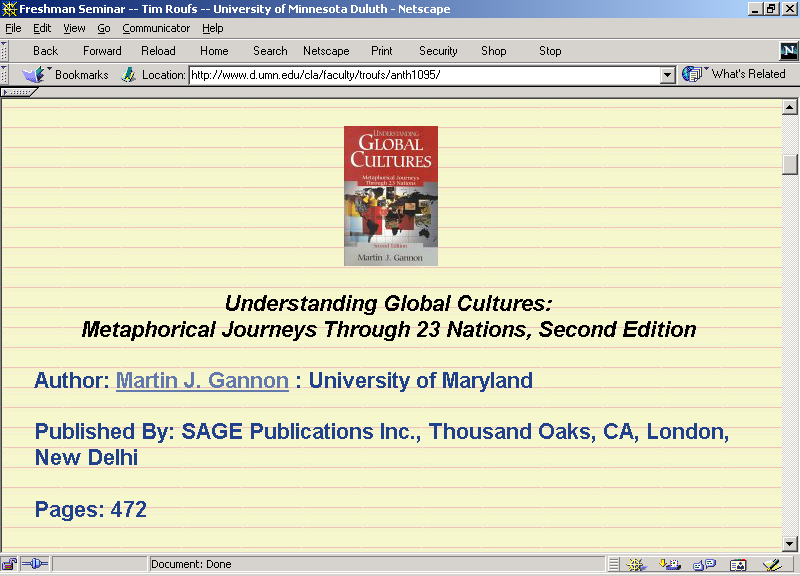 Freshman Seminar -- Tim Roufs -- University of Minnesota Duluth - Netscape
File Edit View Go Communicator Help
Back Forward Reload Home Search Netscape Print Security Shop Stop
Bookmarks Location: http://www.d.umn.edu/cla/faculty/troufs/anth1095/ What's Related
UNDERSTANDING
GLOBAL
CULTURES
Metaphorical Journeys
Through 23 Nations
Second Edition
Martin J. Gannon
Understanding Global Cultures:
Metaphorical Journeys Through 23 Nations, Second Edition
Author: Martin J. Gannon : University of Maryland
Published By: SAGE Publications Inc., Thousand Oaks, CA, London,
New Delhi
Pages: 472
Document: Done